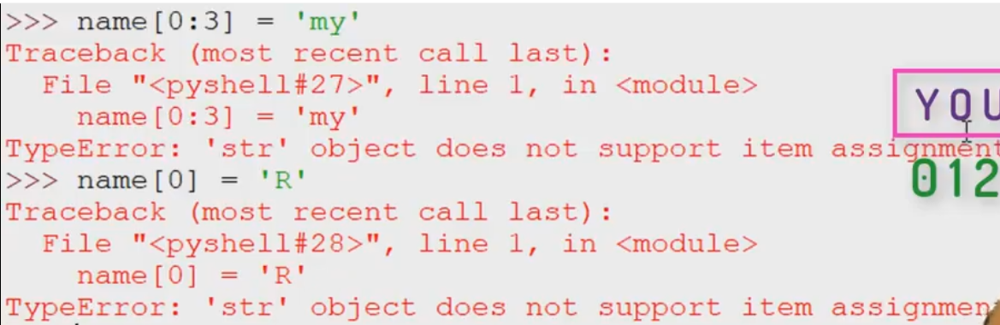 >>> name[0:3] = 'my'
Traceback (most recent call last):
  File "<pyshell#27>", line 1, in <module>
    name[0:3] = 'my'
TypeError: 'str' object does not support item assignment
>>> name[0] = 'R'
Traceback (most recent call last):
  File "<pyshell#28>", line 1, in <module>
    name[0] = 'R'
TypeError: 'str' object does not support item assignmen
YOU
012